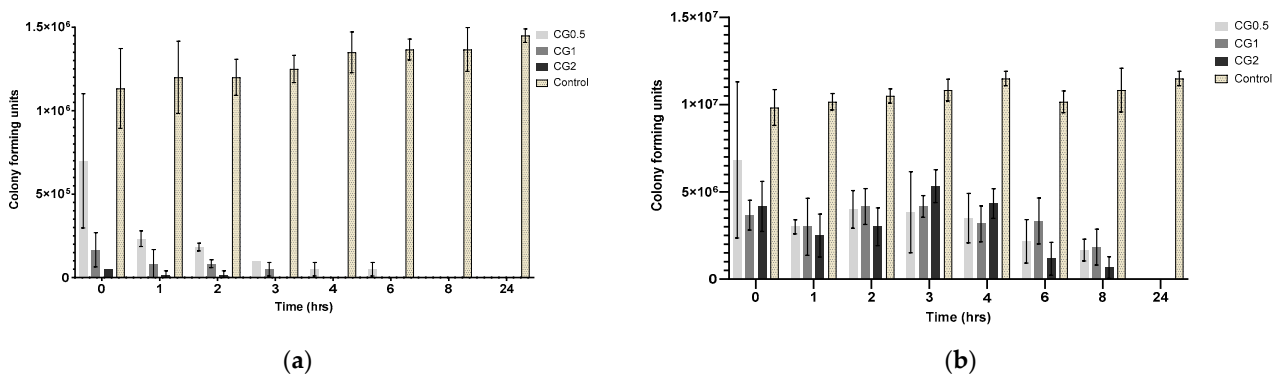 1.5×10⁶
1×10⁶
5×10⁵
0
Colony forming units
0 1 2 3 4 6 8 24
Time (hrs)
CG0.5
CG1
CG2
Control
(a)
1.5×10⁷
1×10⁷
5×10⁶
0
Colony forming units
0 1 2 3 4 6 8 24
Time (hrs)
CG0.5
CG1
CG2
Control
(b)